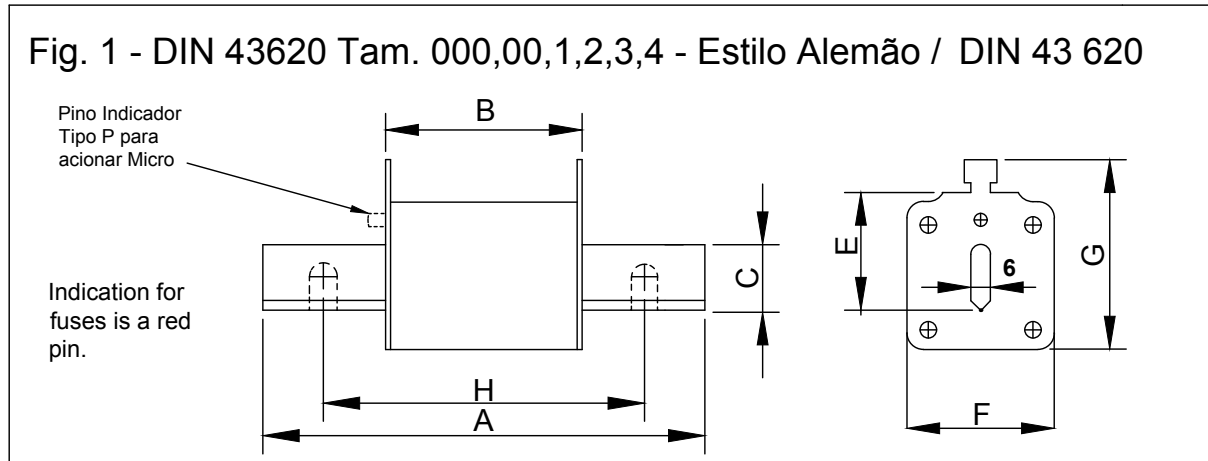 Fig. 1 - DIN 43620 Tam. 000,00,1,2,3,4 - Estilo Alemão / DIN 43 620
Pino Indicador
Tipo P para
acionar Micro
B
E
G
C
6
Indication for
fuses is a red
pin.
H
A
F